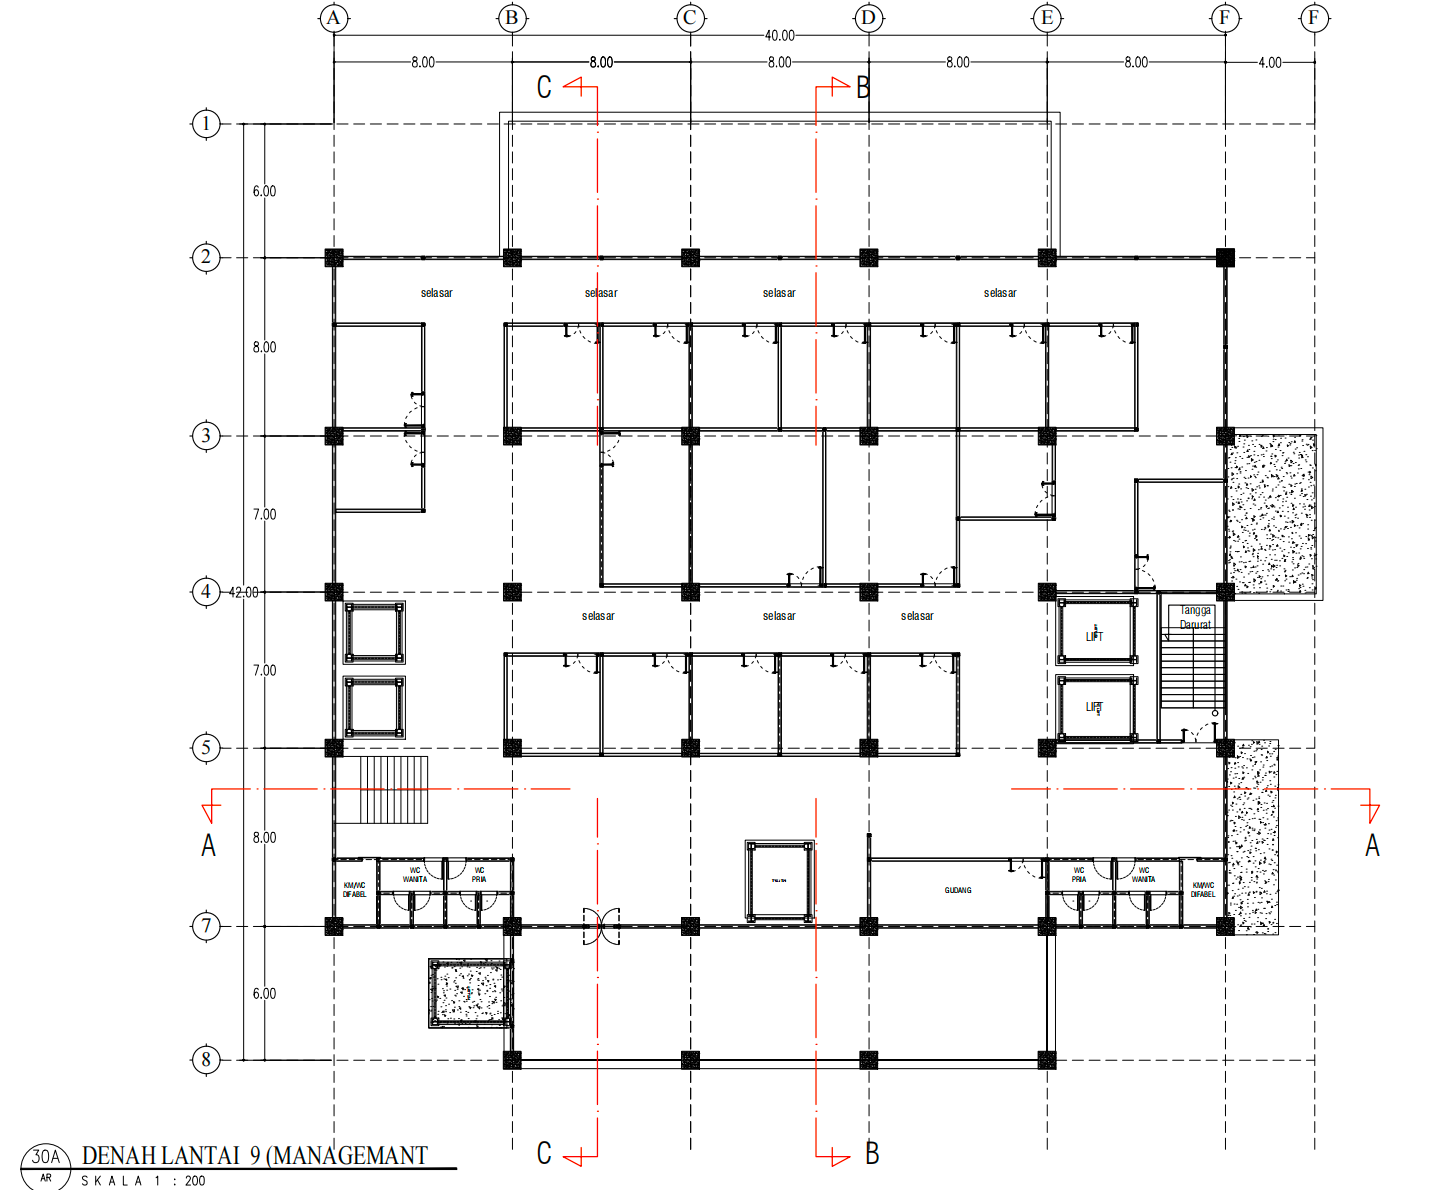 A B C D E F F
40.00
8.00 8.00 8.00 8.00 8.00 4.00
C B
1
6.00
2
selasar selasar selasar selasar
8.00
3
7.00
4
42.00
selasar selasar selasar
Tangga
Darurat
LIFT
7.00
LIFT
5
A A
8.00
KM/WC
DIFABEL
WC
WANITA
WC
PRIA
GUDANG
WC
PRIA
WC
WANITA
KM/WC
DIFABEL
7
6.00
8
C B
30A
AR
DENAH LANTAI 9 (MANAGEMANT
SKALA 1 : 200